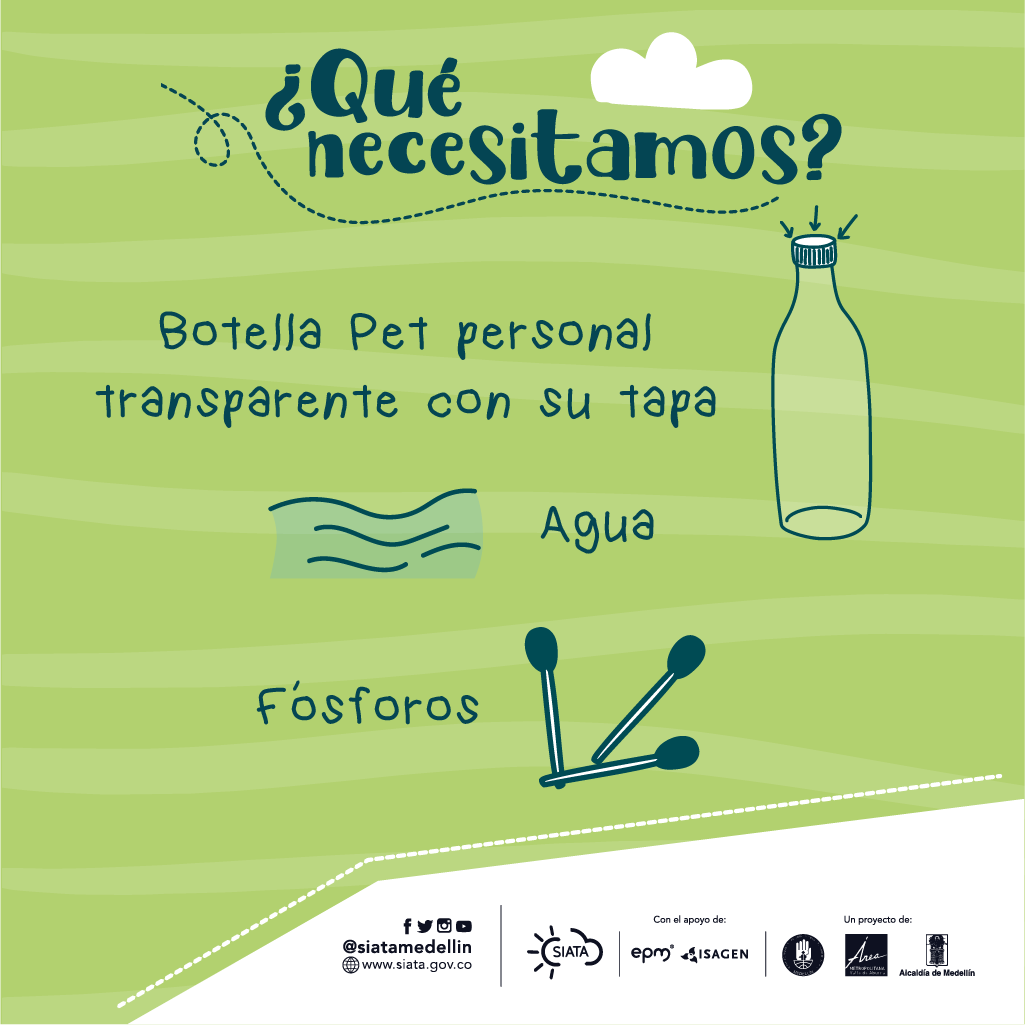 ¿Qué
necesitamos?
Botella Pet personal
transparente con su tapa
Agua
Fósforos
@siatamedellin
www.siata.gov.co
SIATA
Con el apoyo de:
epm
ISAGEN
Un proyecto de:
Área
METROPOLITANA
Alcaldía de Medellín